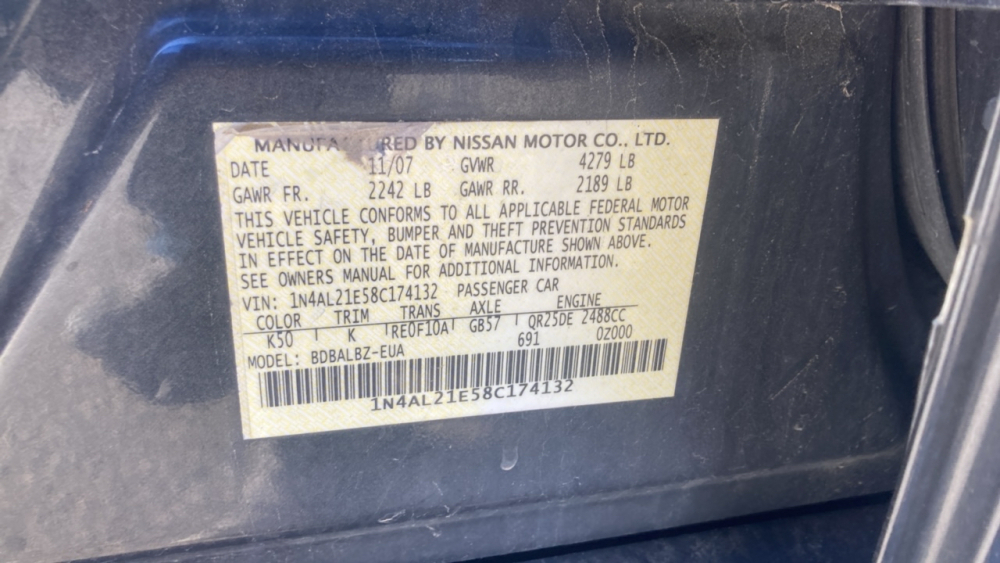 MANUFACTURED BY NISSAN MOTOR CO., LTD.
DATE 11/07 GVWR 4279 LB
GAWR FR. 2242 LB GAWR RR. 2189 LB
THIS VEHICLE CONFORMS TO ALL APPLICABLE FEDERAL MOTOR
VEHICLE SAFETY, BUMPER AND THEFT PREVENTION STANDARDS
IN EFFECT ON THE DATE OF MANUFACTURE SHOWN ABOVE.
SEE OWNERS MANUAL FOR ADDITIONAL INFORMATION.
VIN: 1N4AL21E58C174132 PASSENGER CAR
COLOR TRIM TRANS AXLE ENGINE
K50 K RE0F10A GB57 QR25DE 2488CC
691 0Z000
MODEL: BDBALBZ-EUA
1N4AL21E58C174132